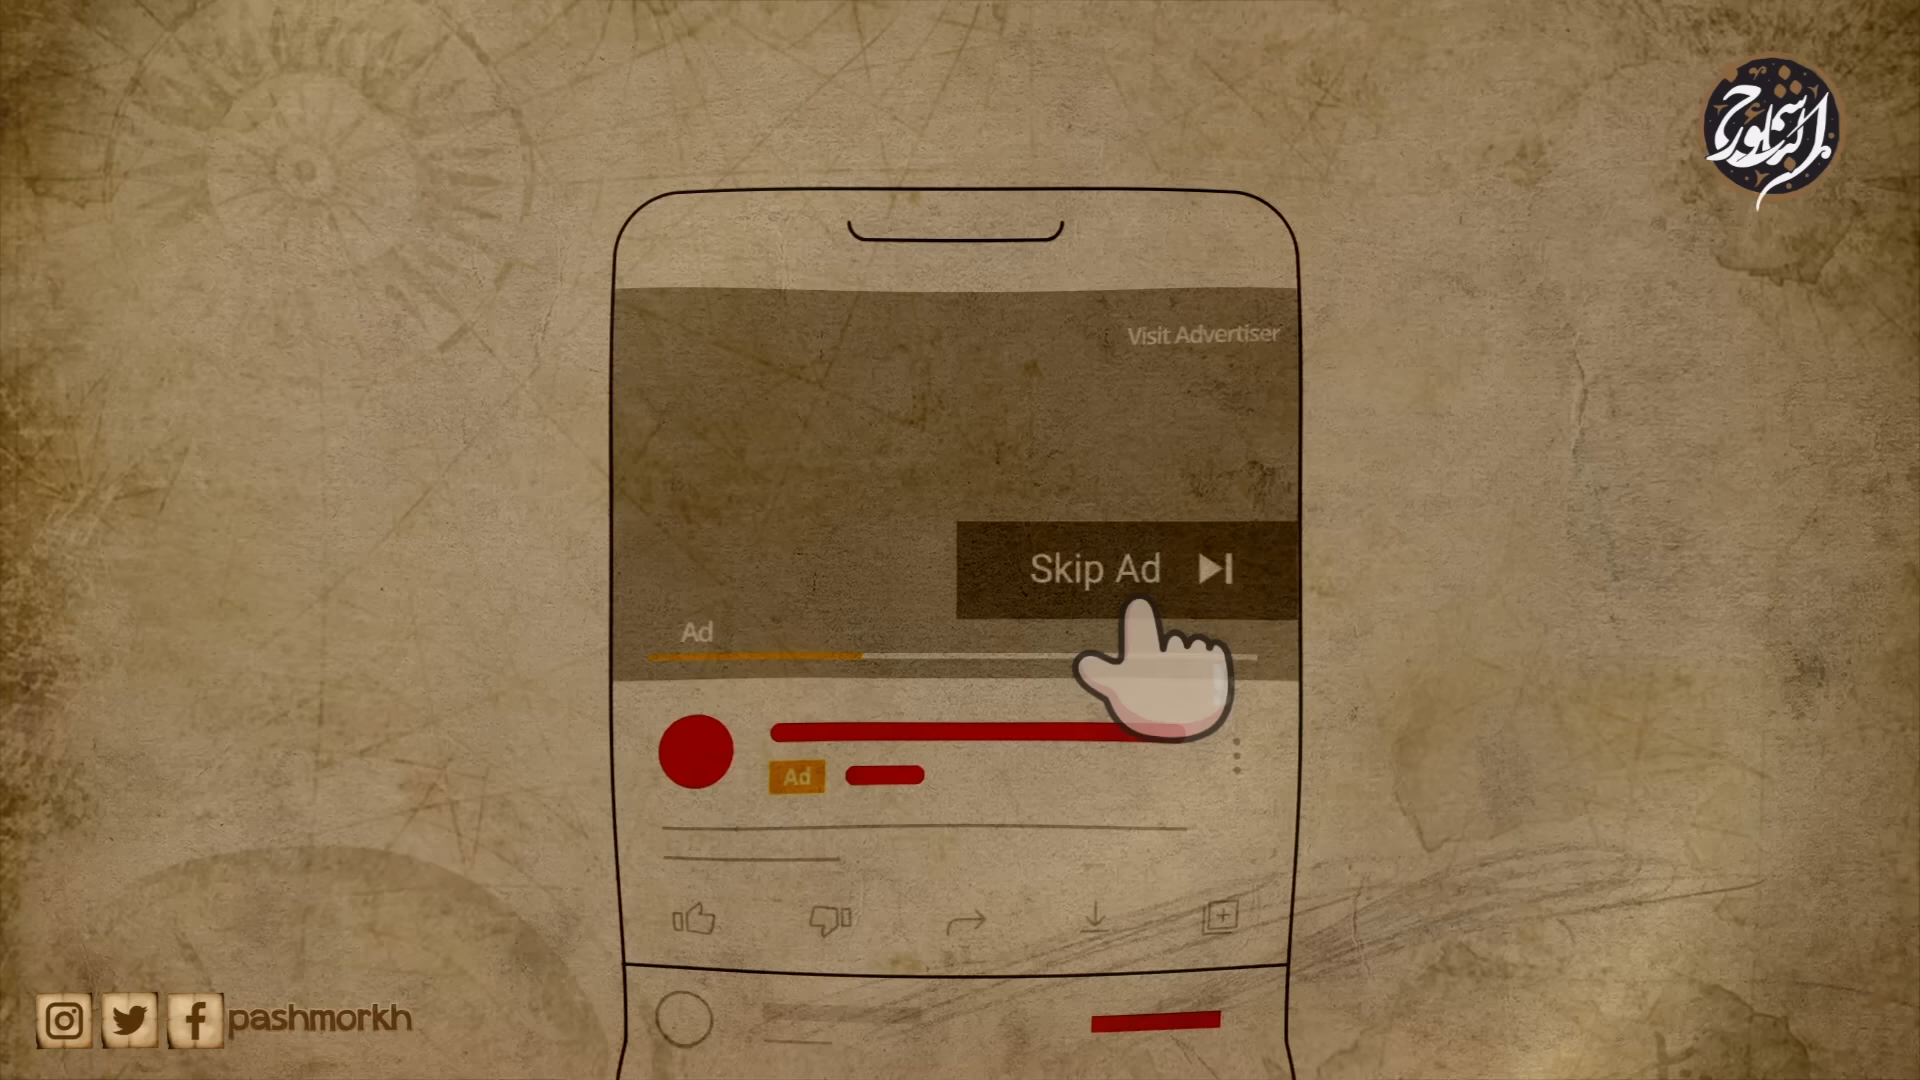 Visit Advertiser
Skip Ad
Ad
Ad
pashmorkh